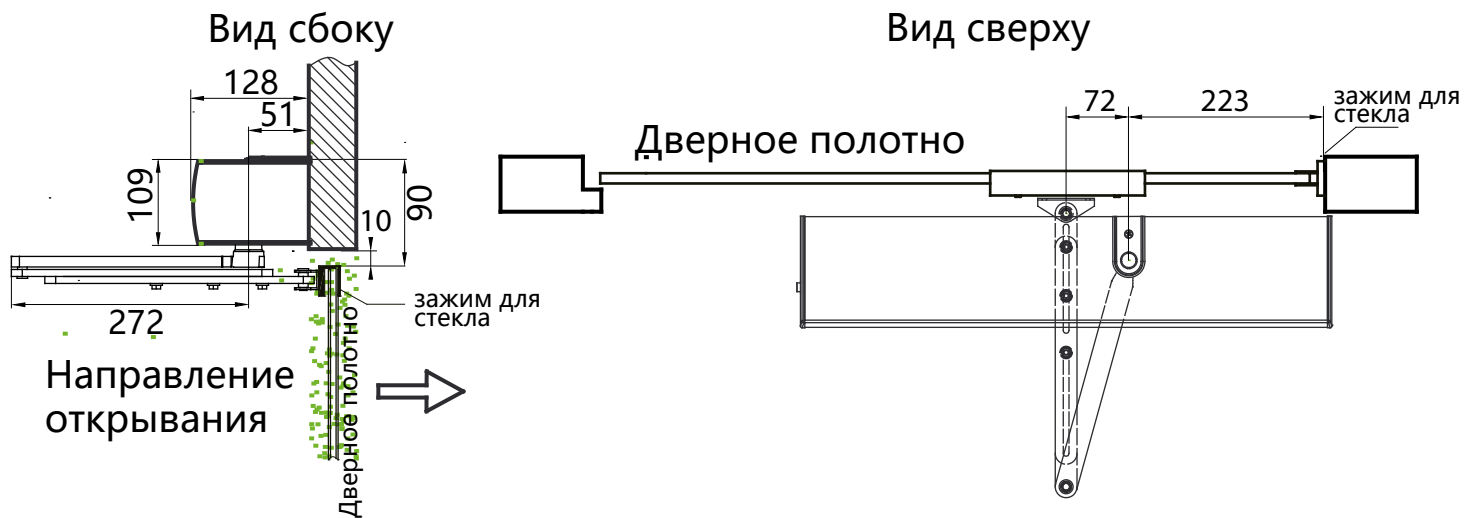 Вид сбоку
128
51
109
90
10
272
зажим для
стекла
Дверное полотно
Направление
открывания
Вид сверху
72
223
зажим для
стекла
Дверное полотно